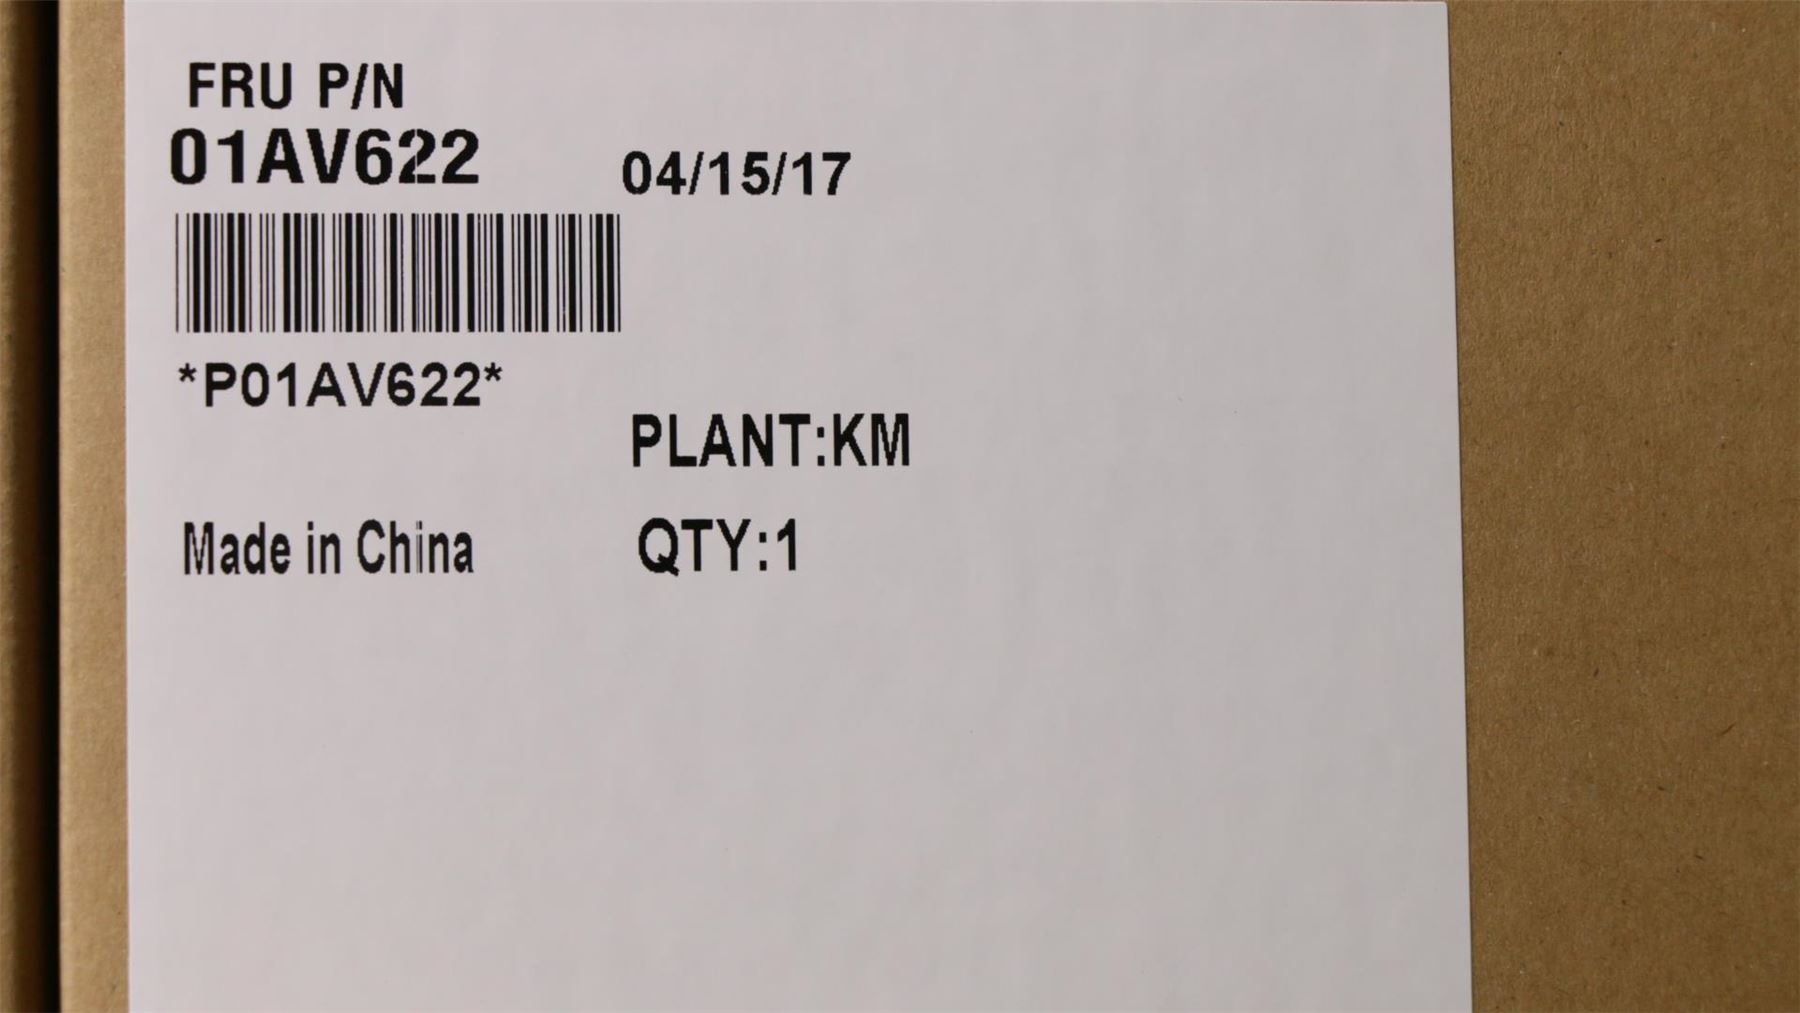 FRU P/N
01AV622
04/15/17
*P01AV622*
PLANT:KM
Made in China
QTY:1